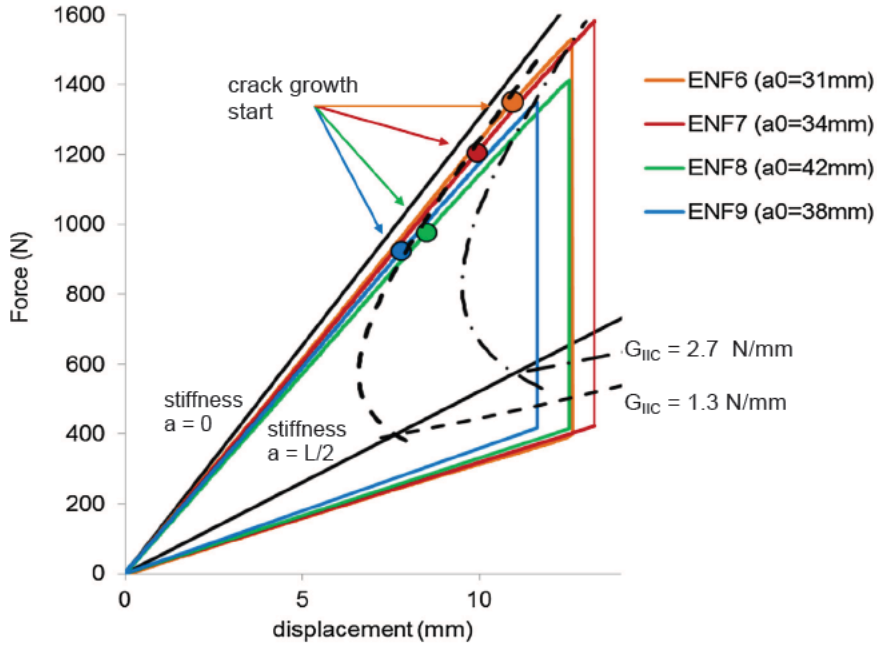 1600
1400
1200
1000
800
600
400
200
0
Force (N)
0
5
10
displacement (mm)
crack growth
start
stiffness
a = 0
stiffness
a = L/2
G_IIC = 2.7 N/mm
G_IIC = 1.3 N/mm
ENF6 (a0=31mm)
ENF7 (a0=34mm)
ENF8 (a0=42mm)
ENF9 (a0=38mm)